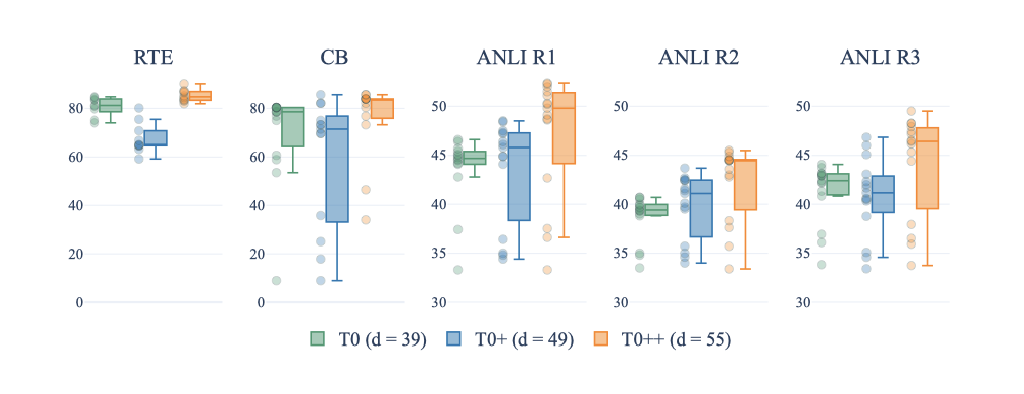 RTE CB ANLI R1 ANLI R2 ANLI R3
80 80 50 50 50
60 60 45 45 45
40 40 40 40 40
20 20 35 35 35
0 0 30 30 30
T0 (d = 39) T0+ (d = 49) T0++ (d = 55)